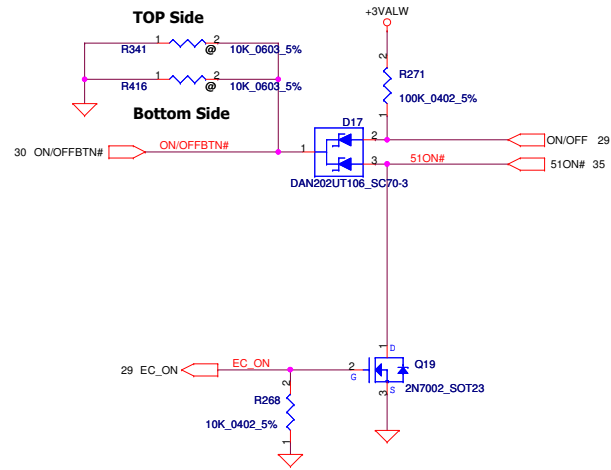 TOP Side
+3VALW
R341 1 2 @ 10K_0603_5%
R416 1 2 @ 10K_0603_5%
Bottom Side
2
R271
100K_0402_5%
1
D17
30 ON/OFFBTN# ON/OFFBTN# 1
2 ON/OFF 29
3 51ON# 51ON# 35
DAN202UT106_SC70-3
1 D
29 EC_ON EC_ON 2 G
Q19
S 3
2N7002_SOT23
2
R268
10K_0402_5%
1